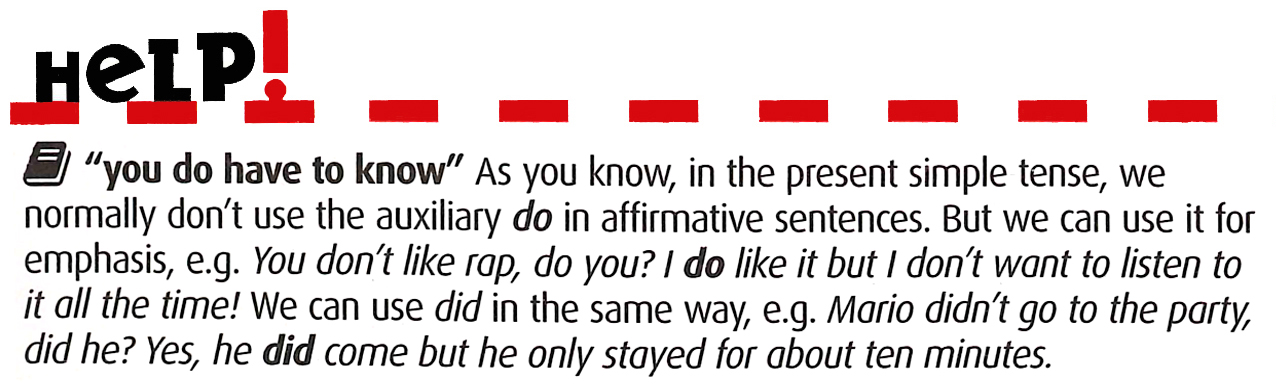 HeLP!
"you do have to know" As you know, in the present simple tense, we
normally don't use the auxiliary do in affirmative sentences. But we can use it for
emphasis, e.g. You don't like rap, do you? I do like it but I don't want to listen to
it all the time! We can use did in the same way, e.g. Mario didn't go to the party,
did he? Yes, he did come but he only stayed for about ten minutes.